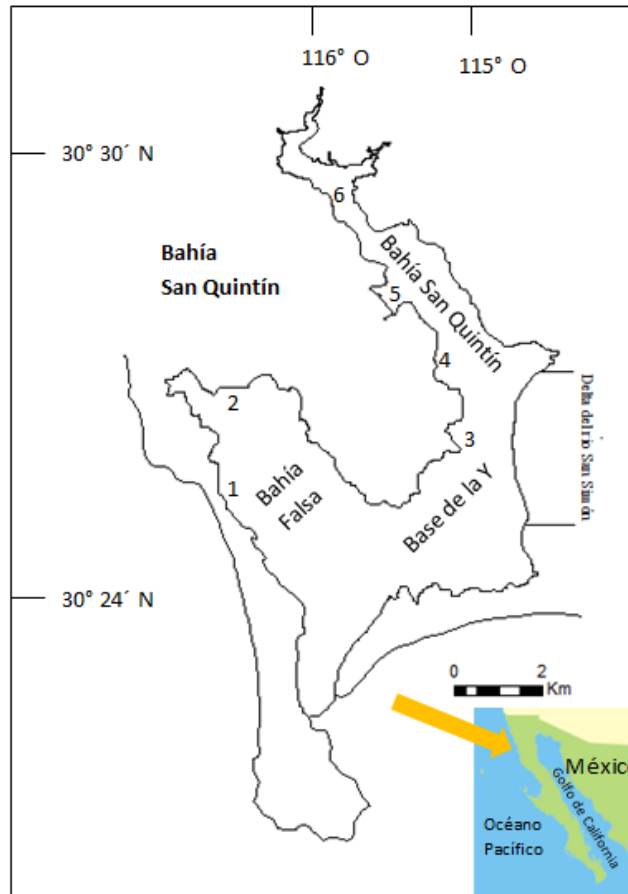 116° O
115° O
30° 30´ N
6
Bahía
San Quintín
Bahía San Quintín
5
4
2
Delta del río San Simón
3
1
Bahía
Falsa
Base de la Y
30° 24´ N
0 2
Km
México
Golfo de California
Océano
Pacífico